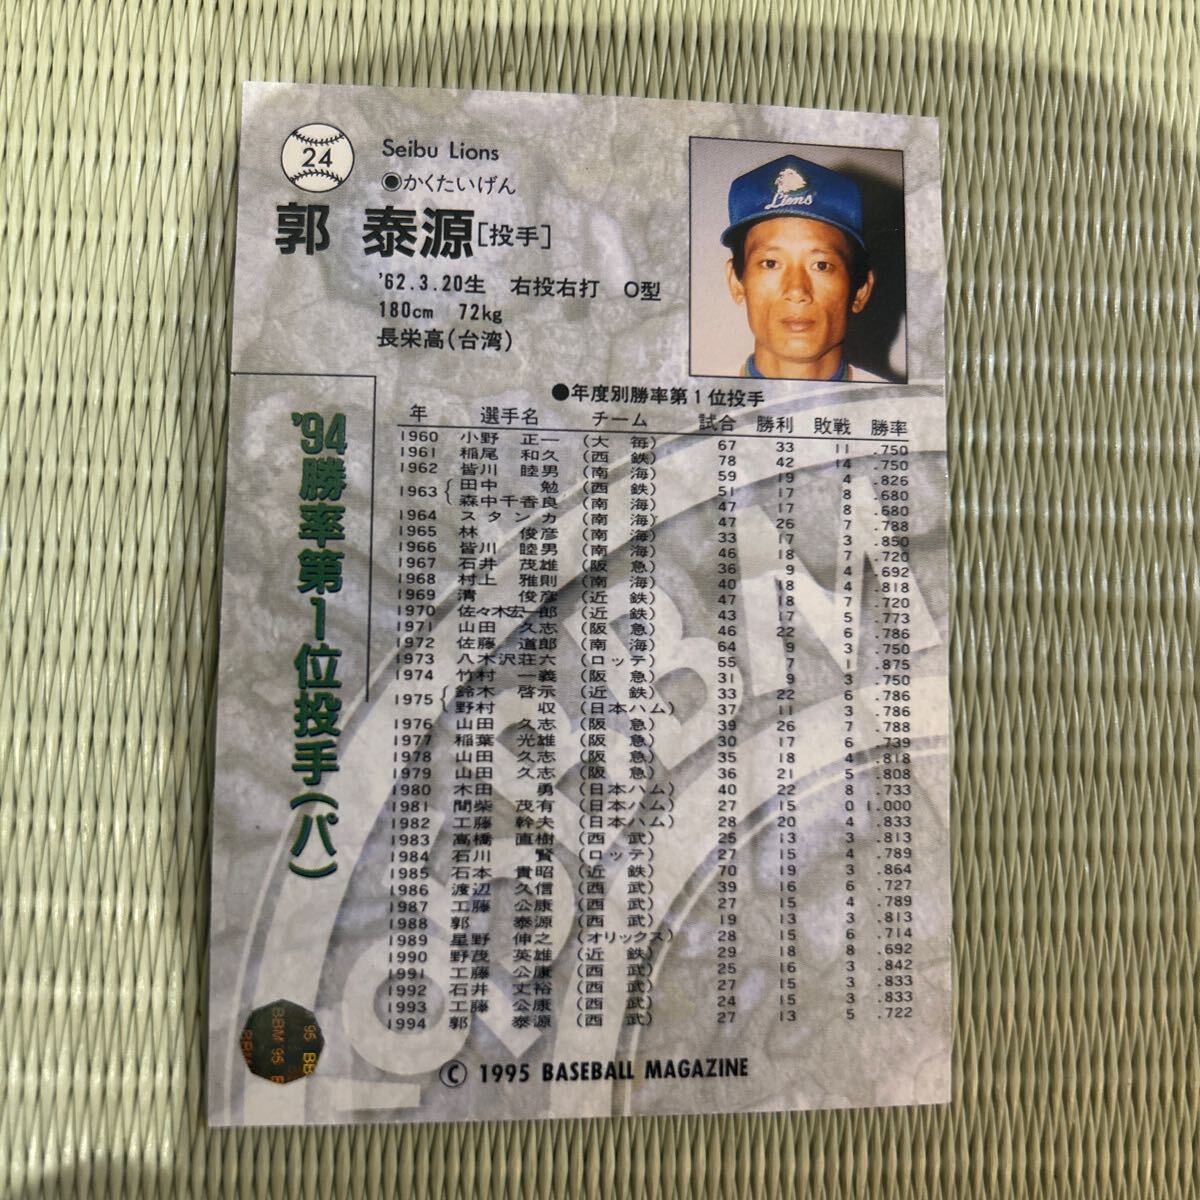 24
Seibu Lions
◉かくたいげん
郭 泰源[投手]
'62.3.20生 右投右打 O型
180cm 72kg
長栄高(台湾)
Lions
'94勝率第1位投手(パ)
●年度別勝率第1位投手
年 選手名 チーム 試合 勝利 敗戦 勝率
1960 小野 正一 (大 毎) 67 33 11 .750
1961 稲尾 和久 (西 鉄) 78 42 14 .750
1962 皆川 睦男 (南 海) 59 19 4 .826
1963 { 田中 勉 (西 鉄) 51 17 8 .680
森中千香良 (南 海) 47 17 8 .680
1964 スタンカ (南 海) 47 26 7 .788
1965 林 俊彦 (南 海) 33 17 3 .850
1966 皆川 睦男 (南 海) 46 18 7 .720
1967 石井 茂雄 (阪 急) 36 9 4 .692
1968 村上 雅則 (南 海) 40 18 4 .818
1969 清 俊彦 (近 鉄) 47 18 7 .720
1970 佐々木宏一郎 (近 鉄) 43 17 5 .773
1971 山田 久志 (阪 急) 46 22 6 .786
1972 佐藤 道郎 (南 海) 64 9 3 .750
1973 八木沢荘六 (ロッテ) 55 7 1 .875
1974 竹村 一義 (阪 急) 31 9 3 .750
1975 { 鈴木 啓示 (近 鉄) 33 22 6 .786
野村 収 (日本ハム) 37 11 3 .786
1976 山田 久志 (阪 急) 39 26 7 .788
1977 稲葉 光雄 (阪 急) 30 17 6 .739
1978 山田 久志 (阪 急) 35 18 4 .818
1979 山田 久志 (阪 急) 36 21 5 .808
1980 木田 勇 (日本ハム) 40 22 8 .733
1981 間柴 茂有 (日本ハム) 27 15 0 1.000
1982 工藤 幹夫 (日本ハム) 28 20 4 .833
1983 高橋 直樹 (西 武) 25 13 3 .813
1984 石川 賢 (ロッテ) 27 15 4 .789
1985 石本 貴昭 (近 鉄) 70 19 3 .864
1986 渡辺 久信 (西 武) 39 16 6 .727
1987 工藤 公康 (西 武) 27 15 4 .789
1988 郭 泰源 (西 武) 19 13 3 .813
1989 星野 伸之 (オリックス) 28 15 6 .714
1990 野茂 英雄 (近 鉄) 29 18 8 .692
1991 工藤 公康 (西 武) 25 16 3 .842
1992 石井 丈裕 (西 武) 27 15 3 .833
1993 工藤 公康 (西 武) 24 15 3 .833
1994 郭 泰源 (西 武) 27 13 5 .722
© 1995 BASEBALL MAGAZINE
BBM
BBM '95
'95 BB